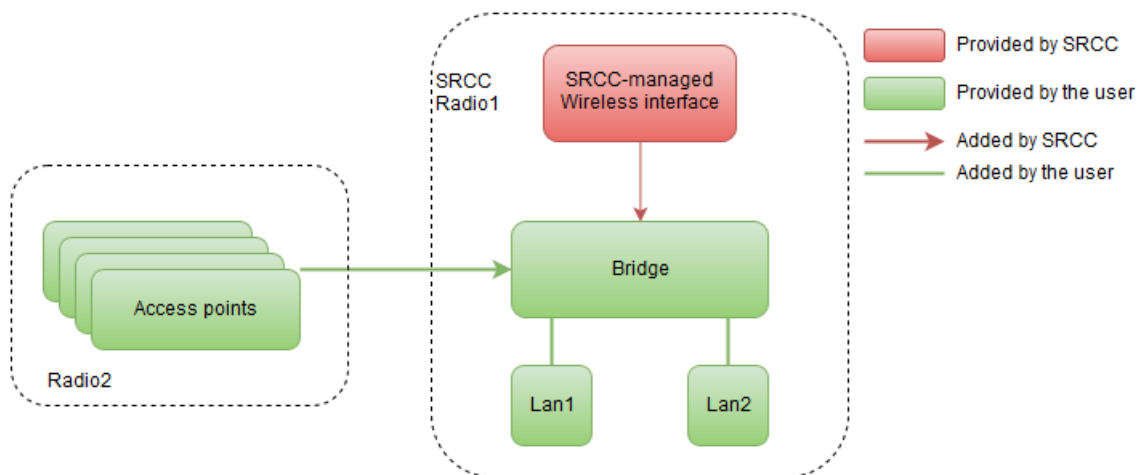 SRCC
Radio1
SRCC-managed
Wireless interface
Provided by SRCC
Provided by the user
Added by SRCC
Added by the user
Bridge
Access points
Radio2
Lan1
Lan2